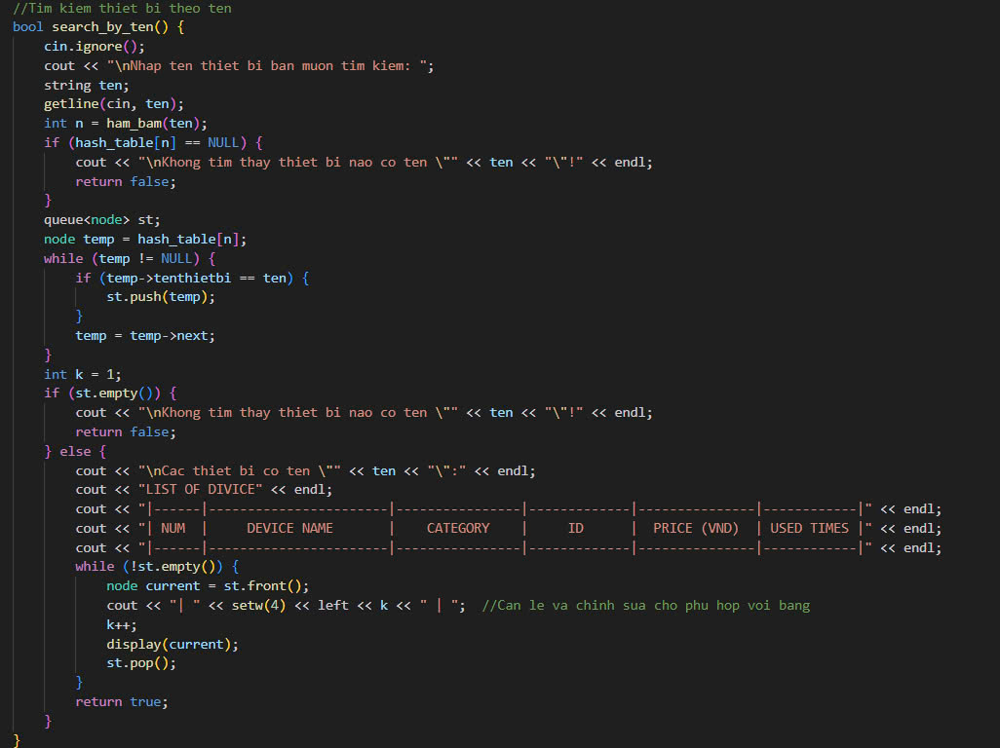 //Tim kiem thiet bi theo ten
bool search_by_ten() {
    cin.ignore();
    cout << "\nNhap ten thiet bi ban muon tim kiem: ";
    string ten;
    getline(cin, ten);
    int n = ham_bam(ten);
    if (hash_table[n] == NULL) {
        cout << "\nKhong tim thay thiet bi nao co ten \"" << ten << "\"!" << endl;
        return false;
    }
    queue<node> st;
    node temp = hash_table[n];
    while (temp != NULL) {
        if (temp->tenthietbi == ten) {
            st.push(temp);
        }
        temp = temp->next;
    }
    int k = 1;
    if (st.empty()) {
        cout << "\nKhong tim thay thiet bi nao co ten \"" << ten << "\"!" << endl;
        return false;
    } else {
        cout << "\nCac thiet bi co ten \"" << ten << "\":" << endl;
        cout << "LIST OF DIVICE" << endl;
        cout << "|------|-----------------------|----------------|-------------|---------------|------------|" << endl;
        cout << "| NUM  |     DEVICE NAME       |    CATEGORY    |     ID      |  PRICE (VND)  | USED TIMES |" << endl;
        cout << "|------|-----------------------|----------------|-------------|---------------|------------|" << endl;
        while (!st.empty()) {
            node current = st.front();
            cout << "| " << setw(4) << left << k << " | ";  //Can le va chinh sua cho phu hop voi bang
            k++;
            display(current);
            st.pop();
        }
        return true;
    }
}